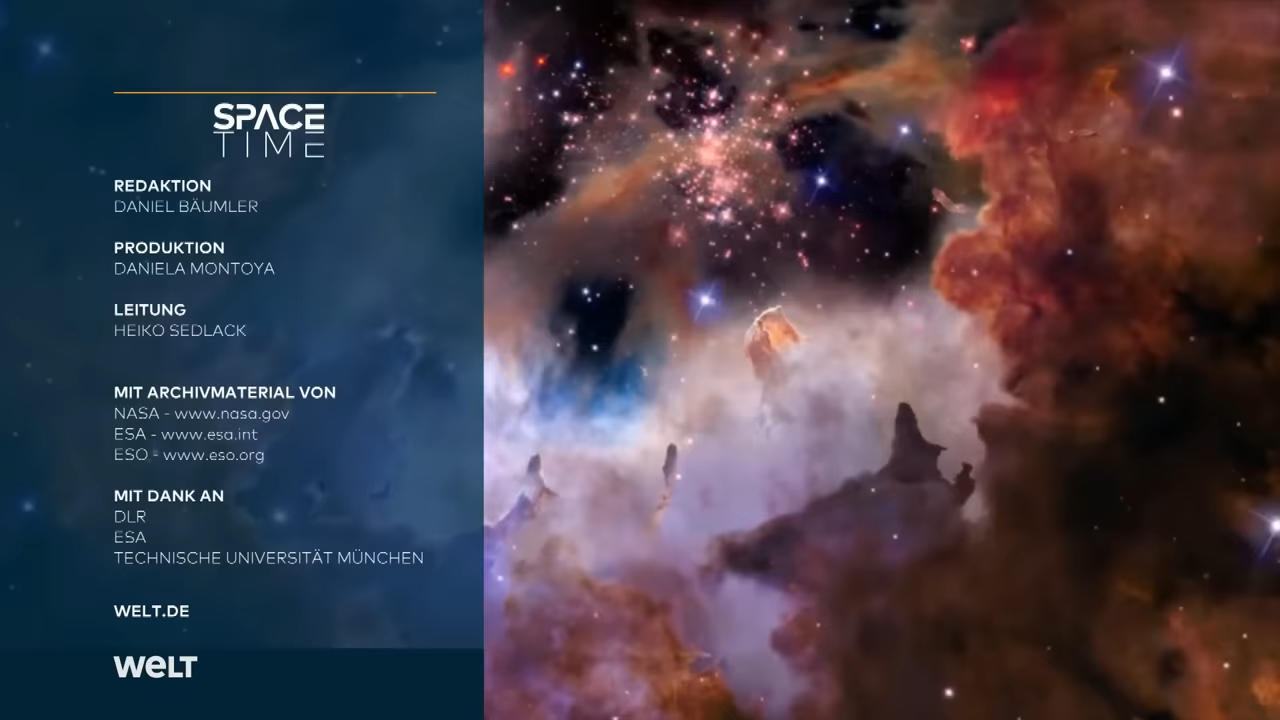 SPACE
TIME
REDAKTION
DANIEL BÄUMLER
PRODUKTION
DANIELA MONTOYA
LEITUNG
HEIKO SEDLACK
MIT ARCHIVMATERIAL VON
NASA - www.nasa.gov
ESA - www.esa.int
ESO - www.eso.org
MIT DANK AN
DLR
ESA
TECHNISCHE UNIVERSITÄT MÜNCHEN
WELT.DE
WELT